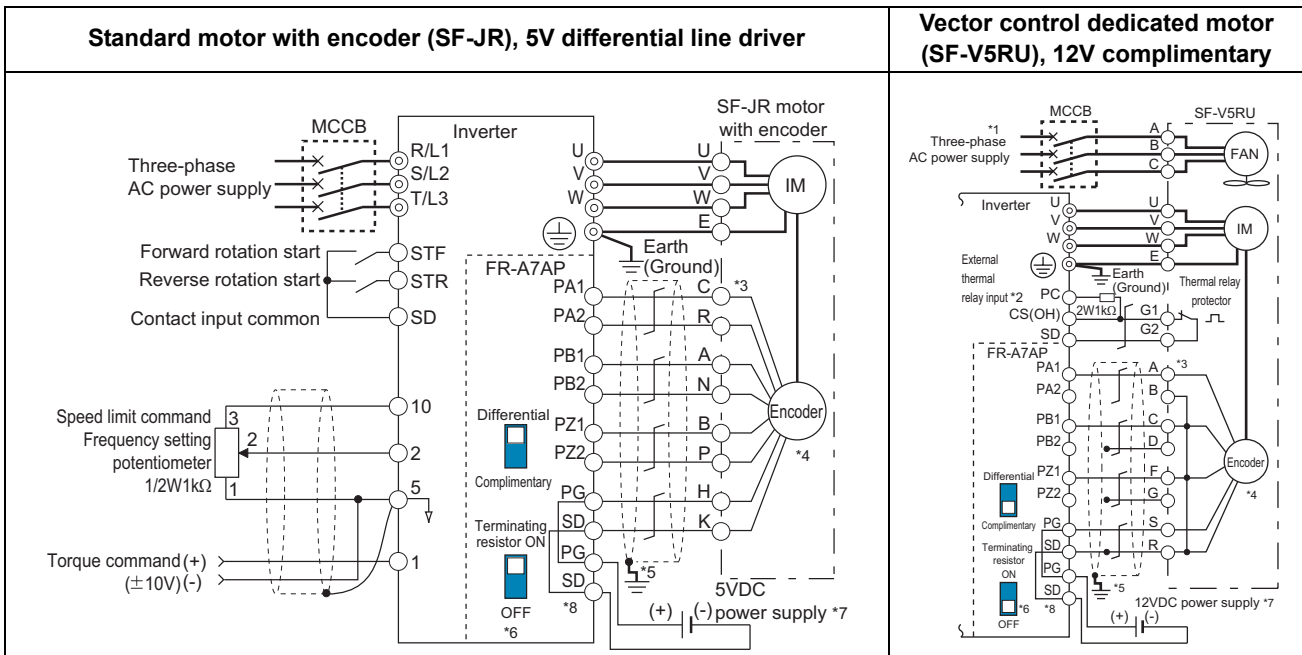 Standard motor with encoder (SF-JR), 5V differential line driver
Vector control dedicated motor
(SF-V5RU), 12V complimentary
MCCB
Three-phase
AC power supply
Inverter
R/L1
S/L2
T/L3
U
V
W
SF-JR motor
with encoder
U
V
W
E
IM
Earth
(Ground)
Forward rotation start
Reverse rotation start
Contact input common
STF
STR
SD
FR-A7AP
PA1
PA2
PB1
PB2
PZ1
PZ2
PG
SD
PG
SD
C
*3
R
A
N
B
P
H
K
Encoder
*4
Differential
Complimentary
Terminating
resistor ON
OFF
*6
*8
*5
Speed limit command
Frequency setting
potentiometer
1/2W1kΩ
3
2
1
10
2
5
1
Torque command (+)
(±10V) (-)
5VDC
(+) (-) power supply *7
MCCB
*1
Three-phase
AC power supply
A
B
C
SF-V5RU
FAN
Inverter
U
V
W
U
V
W
E
IM
External
thermal
relay input *2
Earth
(Ground)
Thermal relay
protector
PC
CS(OH)
SD
2W1kΩ
G1
G2
FR-A7AP
PA1
PA2
PB1
PB2
PZ1
PZ2
PG
SD
PG
SD
A
*3
B
C
D
F
G
S
R
Encoder
*4
Differential
Complimentary
Terminating
resistor
ON
*6
OFF
*8
*5
12VDC power supply *7
(+) (-)